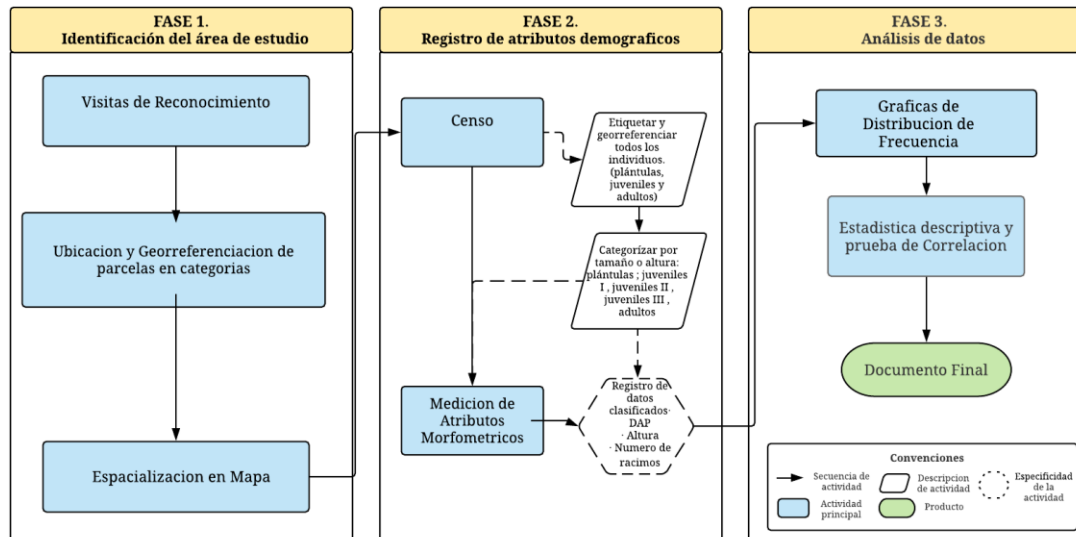 FASE 1.
Identificación del área de estudio
Visitas de Reconocimiento
Ubicacion y Georreferenciacion de
parcelas en categorias
Espacialización en Mapa
FASE 2.
Registro de atributos demograficos
Censo
Etiquetar y
georreferenciar
todos los
individuos.
(plántulas,
juveniles y
adultos)
Categorízar por
tamaño o altura:
plántulas ; juveniles
I , juveniles II ,
juveniles III ,
adultos
Medicion de
Atributos
Morfometricos
Registro de
datos
clasificados·
DAP
· Altura
· Numero de
racimos
FASE 3.
Análisis de datos
Graficas de
Distribucion de
Frecuencia
Estadistica descriptiva y
prueba de Correlacion
Documento Final
Convenciones
Secuencia de
actividad
Descripcion
de actividad
Especificidad
de la
actividad
Actividad
principal
Producto